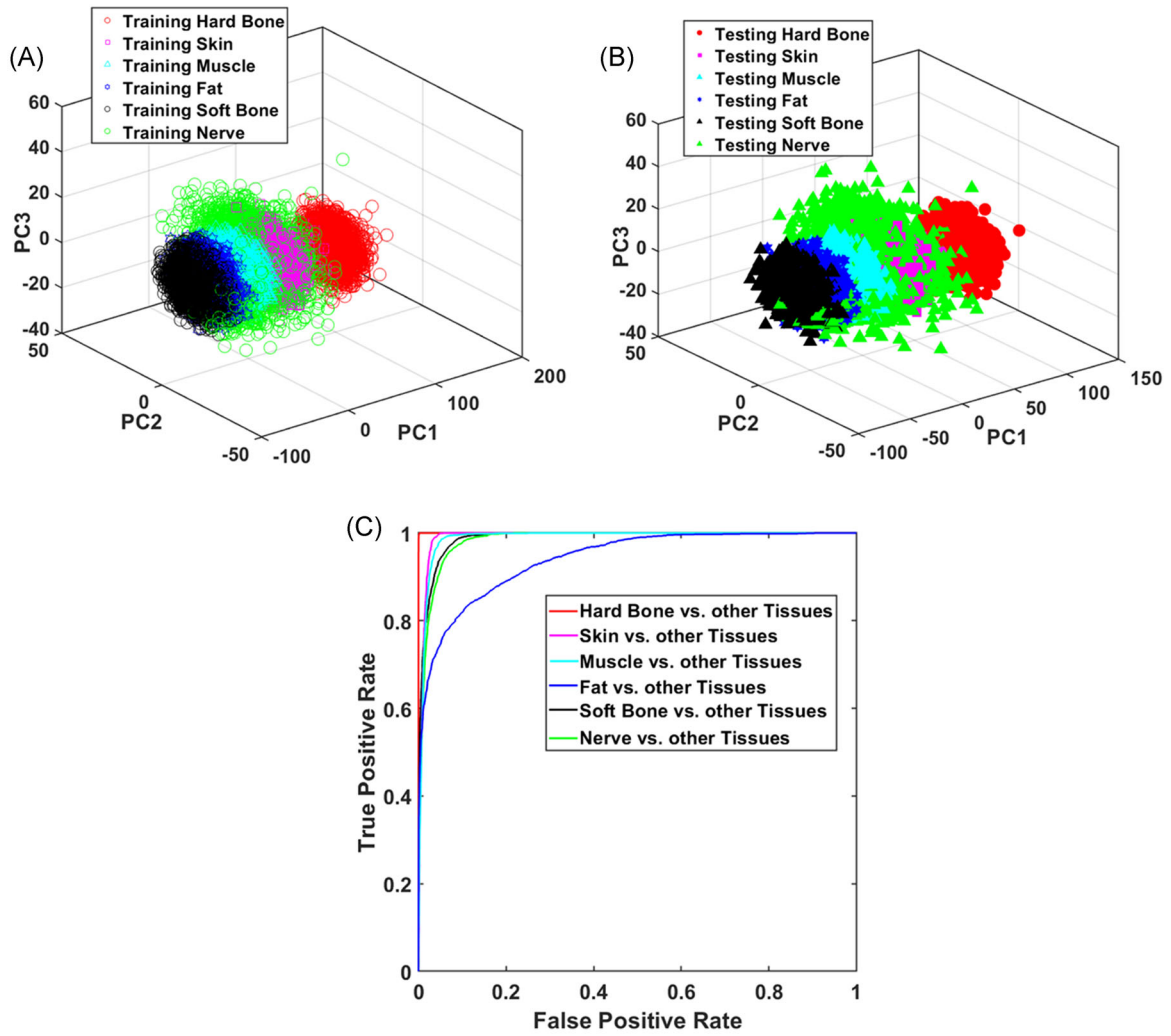 (A)
Training Hard Bone
Training Skin
Training Muscle
Training Fat
Training Soft Bone
Training Nerve
60
40
20
0
-20
-40
PC3
50
0
-50
PC2
-100
0
100
200
PC1
(B)
Testing Hard Bone
Testing Skin
Testing Muscle
Testing Fat
Testing Soft Bone
Testing Nerve
60
40
20
0
-20
-40
PC3
50
0
-50
PC2
-100
-50
0
50
100
150
PC1
(C)
1
0.8
0.6
0.4
0.2
0
True Positive Rate
Hard Bone vs. other Tissues
Skin vs. other Tissues
Muscle vs. other Tissues
Fat vs. other Tissues
Soft Bone vs. other Tissues
Nerve vs. other Tissues
0
0.2
0.4
0.6
0.8
1
False Positive Rate